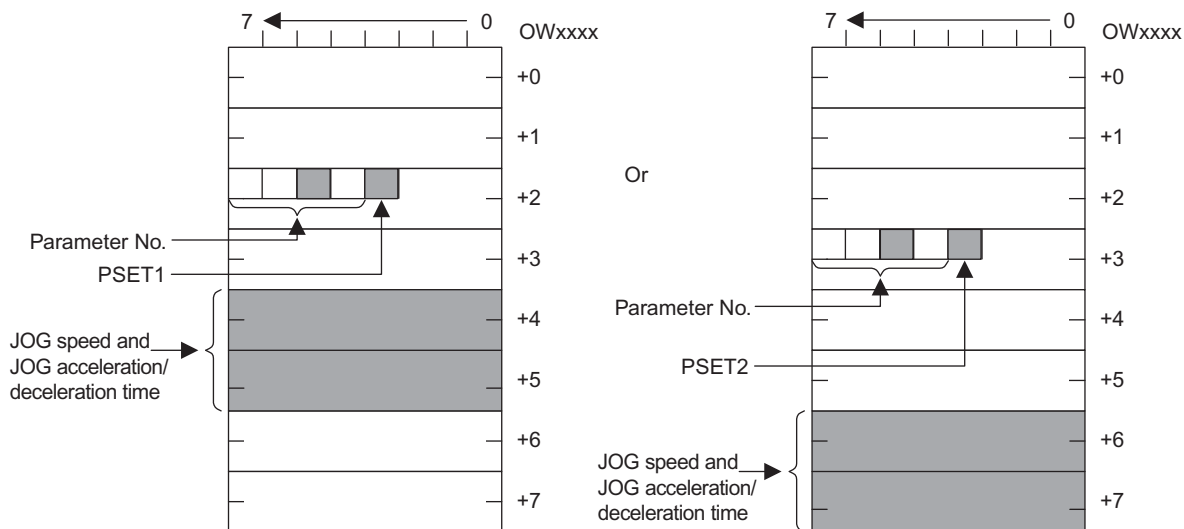 7 0 OWxxxx
+0
+1
+2
Parameter No.
+3
PSET1
+4
JOG speed and
JOG acceleration/
deceleration time
+5
+6
+7
Or
7 0 OWxxxx
+0
+1
+2
+3
Parameter No.
+4
PSET2
+5
+6
JOG speed and
JOG acceleration/
deceleration time
+7